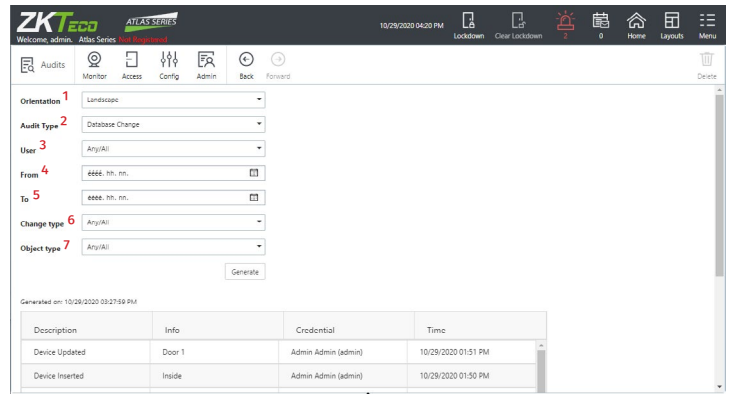 ZKTeco ATLAS SERIES
Welcome, admin. Atlas Series Not Registered
10/29/2020 04:20 PM
Lockdown Clear Lockdown 2 0 Home Layouts Menu
Audits Monitor Access Config Admin Back Forward Delete
Orientation 1 Landscape
Audit Type 2 Database Change
User 3 Any/All
From 4 éééé. hh. nn.
To 5 éééé. hh. nn.
Change type 6 Any/All
Object type 7 Any/All
Generate
Generated on: 10/29/2020 03:27:59 PM
Description Info Credential Time
Device Updated Door 1 Admin Admin (admin) 10/29/2020 01:51 PM
Device Inserted Inside Admin Admin (admin) 10/29/2020 01:50 PM